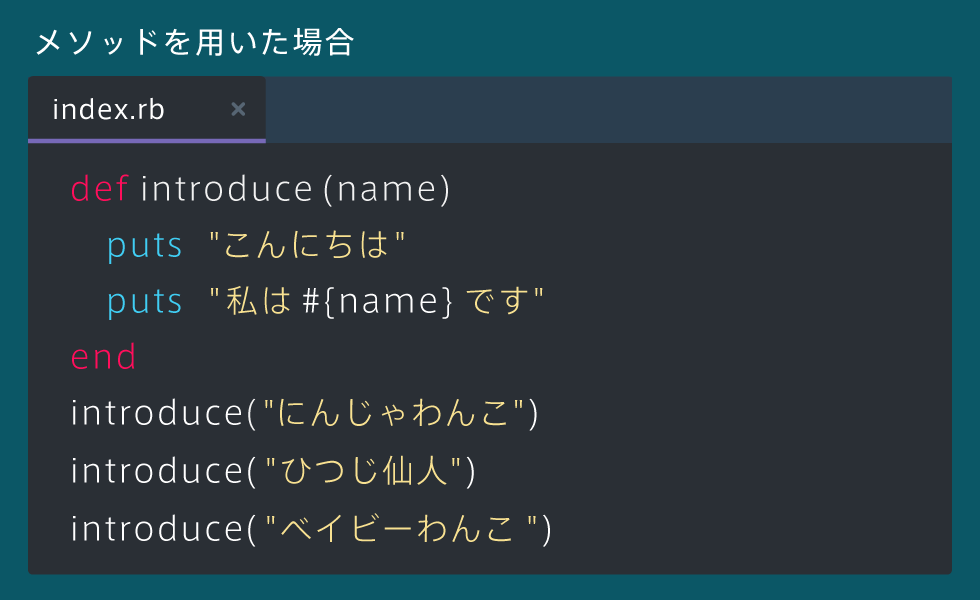 メソッドを用いた場合
index.rb ×
def introduce (name)
puts "こんにちは"
puts "私は #{name} です"
end
introduce("にんじゃわんこ")
introduce("ひつじ仙人")
introduce("ベイビーわんこ ")